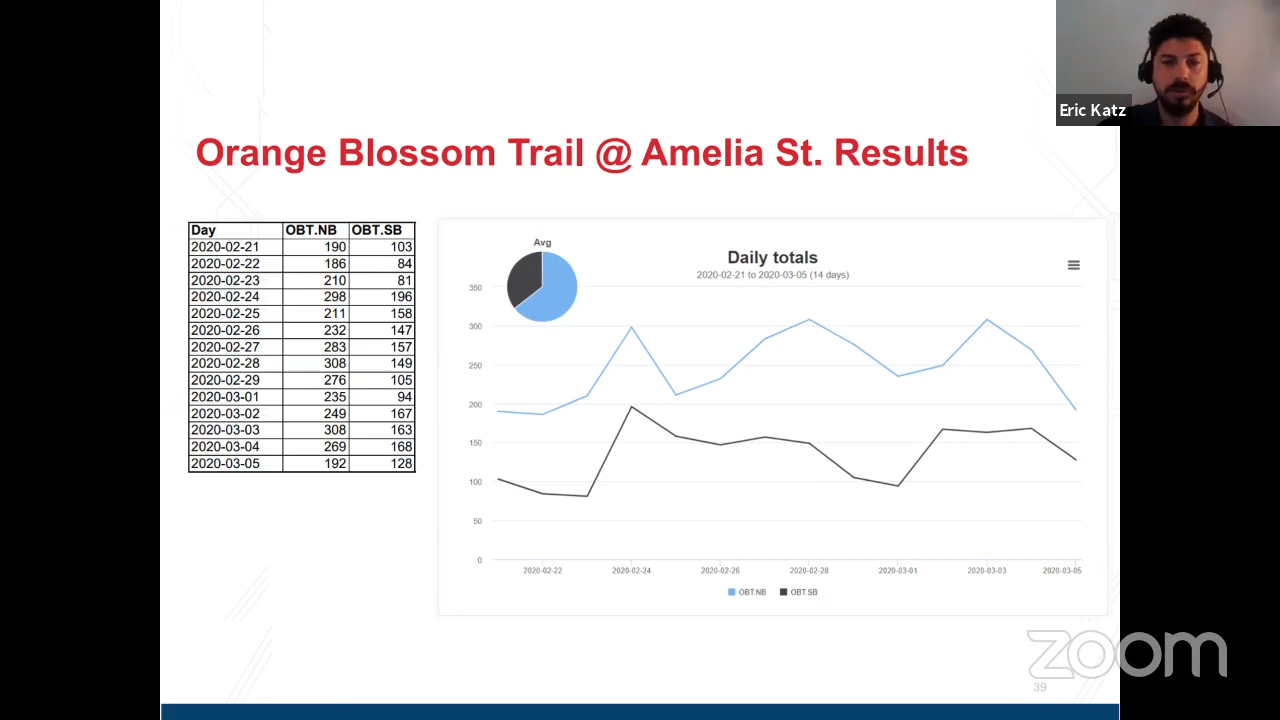 Eric Katz
Orange Blossom Trail @ Amelia St. Results
Day OBT.NB OBT.SB
2020-02-21 190 103
2020-02-22 186 84
2020-02-23 210 81
2020-02-24 298 196
2020-02-25 211 158
2020-02-26 232 147
2020-02-27 283 157
2020-02-28 308 149
2020-02-29 276 105
2020-03-01 235 94
2020-03-02 249 167
2020-03-03 308 163
2020-03-04 269 168
2020-03-05 192 128
Avg
Daily totals
2020-02-21 to 2020-03-05 (14 days)
350
300
250
200
150
100
50
0
2020-02-22 2020-02-24 2020-02-26 2020-02-28 2020-03-01 2020-03-03 2020-03-05
OBT.NB OBT.SB
zoom
39